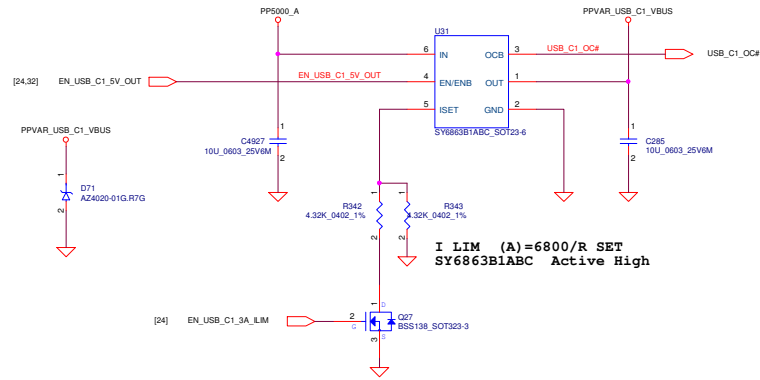 PP5000_A
PPVAR_USB_C1_VBUS
U31
6 IN OCB 3 USB_C1_OC# USB_C1_OC#
[24,32] EN_USB_C1_5V_OUT EN_USB_C1_5V_OUT 4 EN/ENB OUT 1
5 ISET GND 2
SY6863B1ABC_SOT23-6
PPVAR_USB_C1_VBUS
1
C4927
10U_0603_25V6M
2
1
C285
10U_0603_25V6M
2
1
D71
AZ4020-01G.R7G
2
1
R342
4.32K_0402_1%
2
1
R343
4.32K_0402_1%
2
I LIM (A)=6800/R SET
SY6863B1ABC Active High
[24] EN_USB_C1_3A_ILIM
1 D
2 G
3 S
Q27
BSS138_SOT323-3